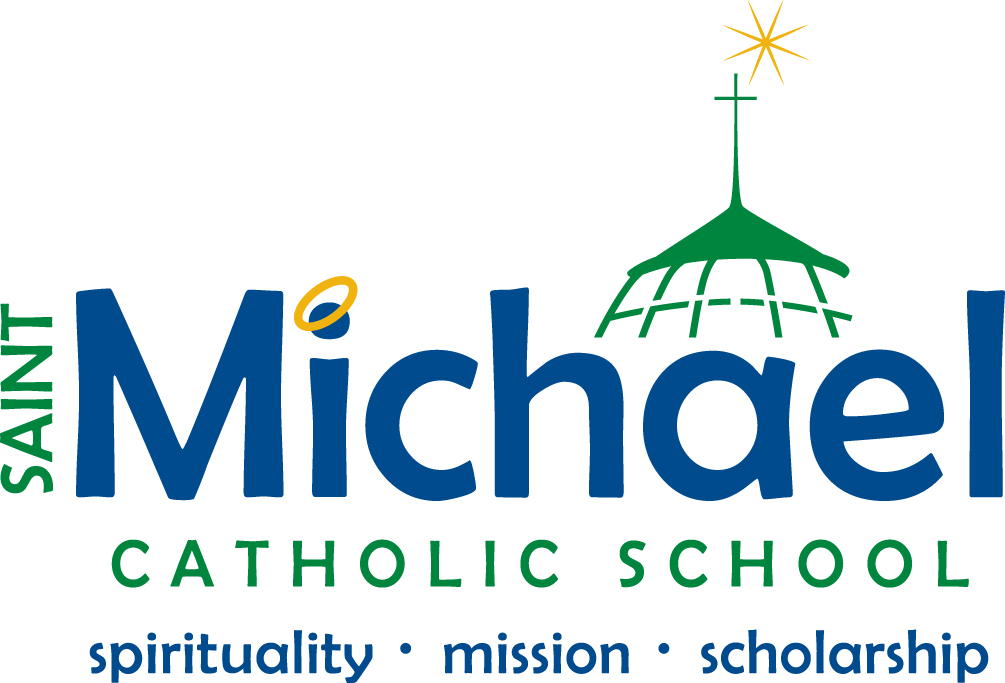 SAINT
Michael
CATHOLIC SCHOOL
spirituality · mission · scholarship